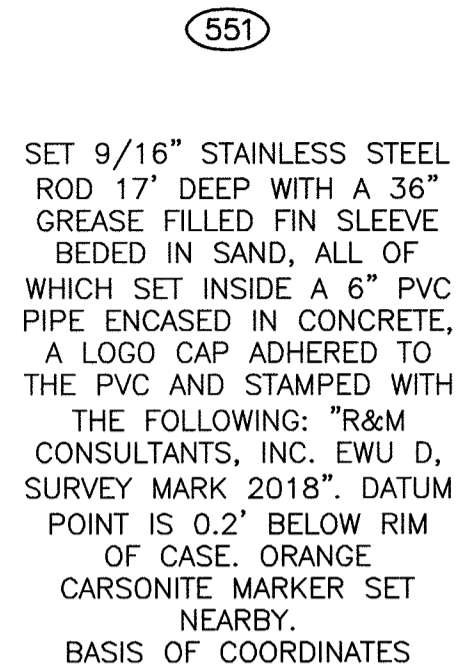 551
SET 9/16" STAINLESS STEEL
ROD 17' DEEP WITH A 36"
GREASE FILLED FIN SLEEVE
BEDED IN SAND, ALL OF
WHICH SET INSIDE A 6" PVC
PIPE ENCASED IN CONCRETE,
A LOGO CAP ADHERED TO
THE PVC AND STAMPED WITH
THE FOLLOWING: "R&M
CONSULTANTS, INC. EWU D,
SURVEY MARK 2018". DATUM
POINT IS 0.2' BELOW RIM
OF CASE. ORANGE
CARSONITE MARKER SET
NEARBY.
BASIS OF COORDINATES